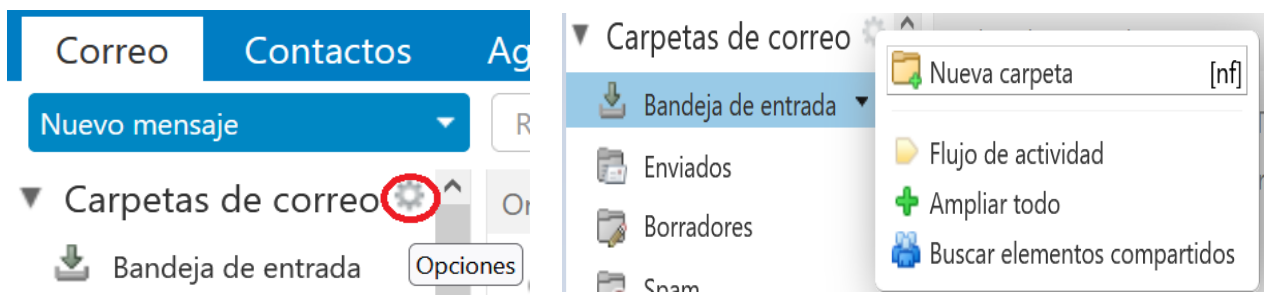 Correo Contactos Ag
Nuevo mensaje R
Carpetas de correo Or
Bandeja de entrada Opciones
Carpetas de correo
Bandeja de entrada
Enviados
Borradores
Spam
Nueva carpeta [nf]
Flujo de actividad
Ampliar todo
Buscar elementos compartidos